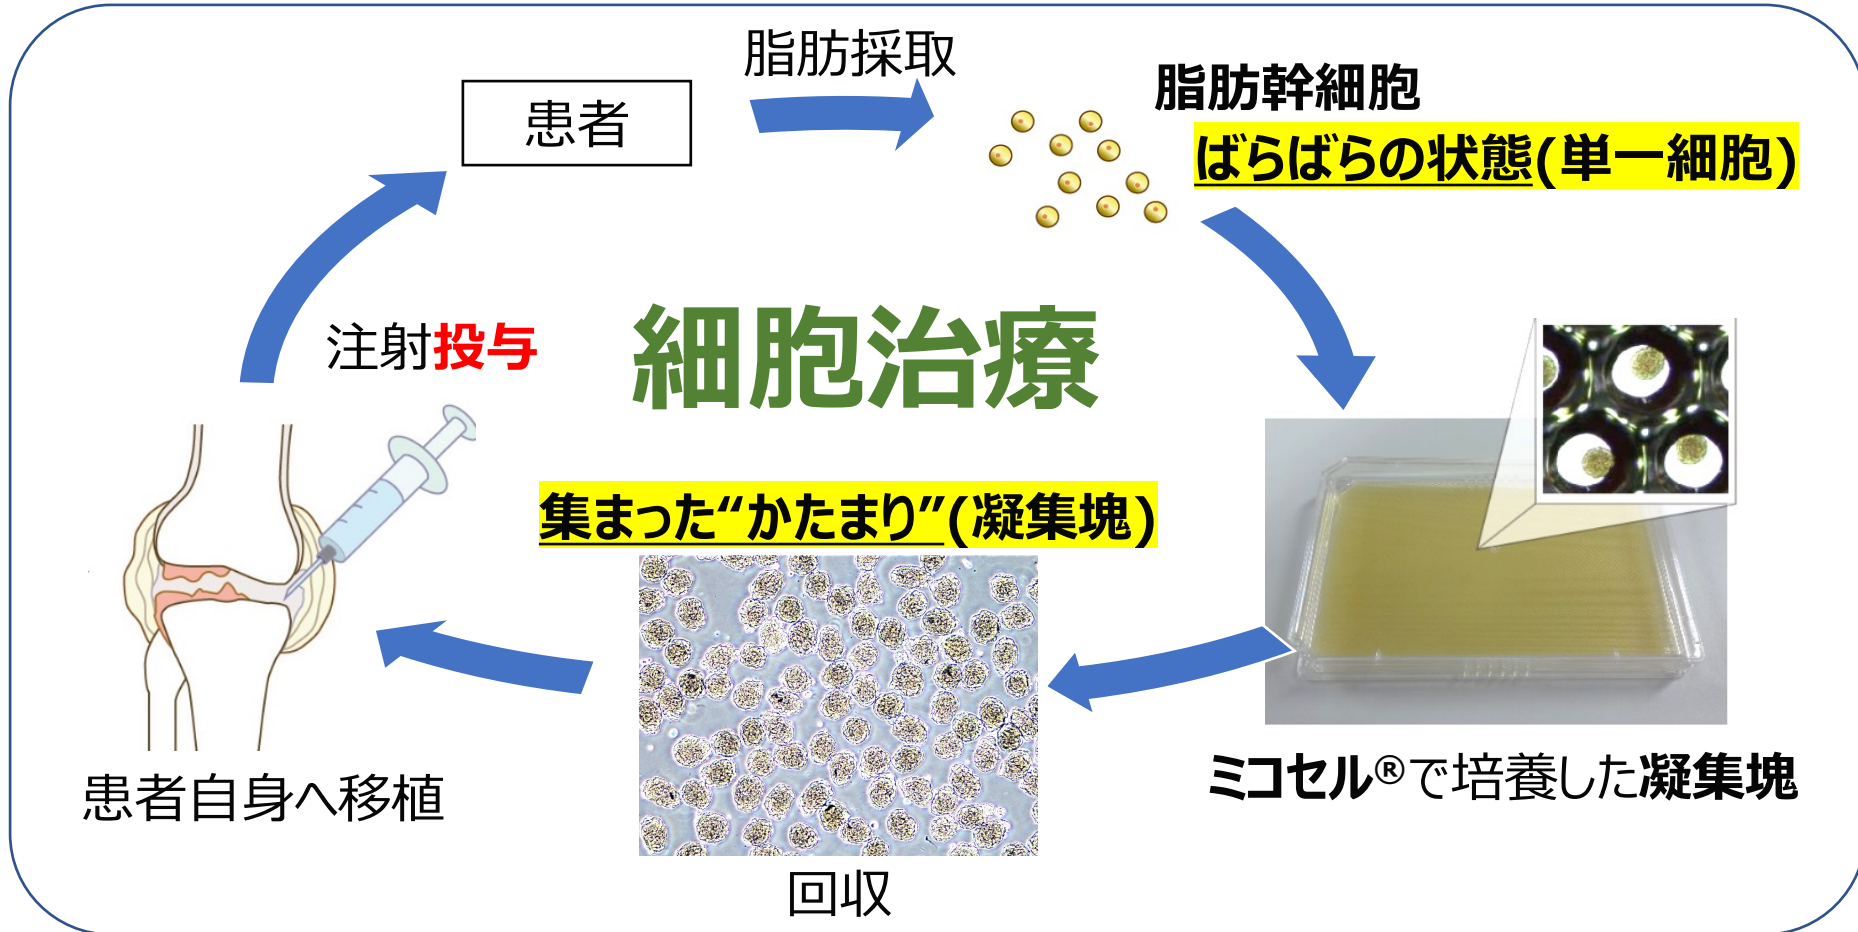 脂肪採取
患者
脂肪幹細胞
ばらばらの状態(単一細胞)
細胞治療
注射投与
集まった“かたまり”(凝集塊)
ミコセル®で培養した凝集塊
患者自身へ移植
回収